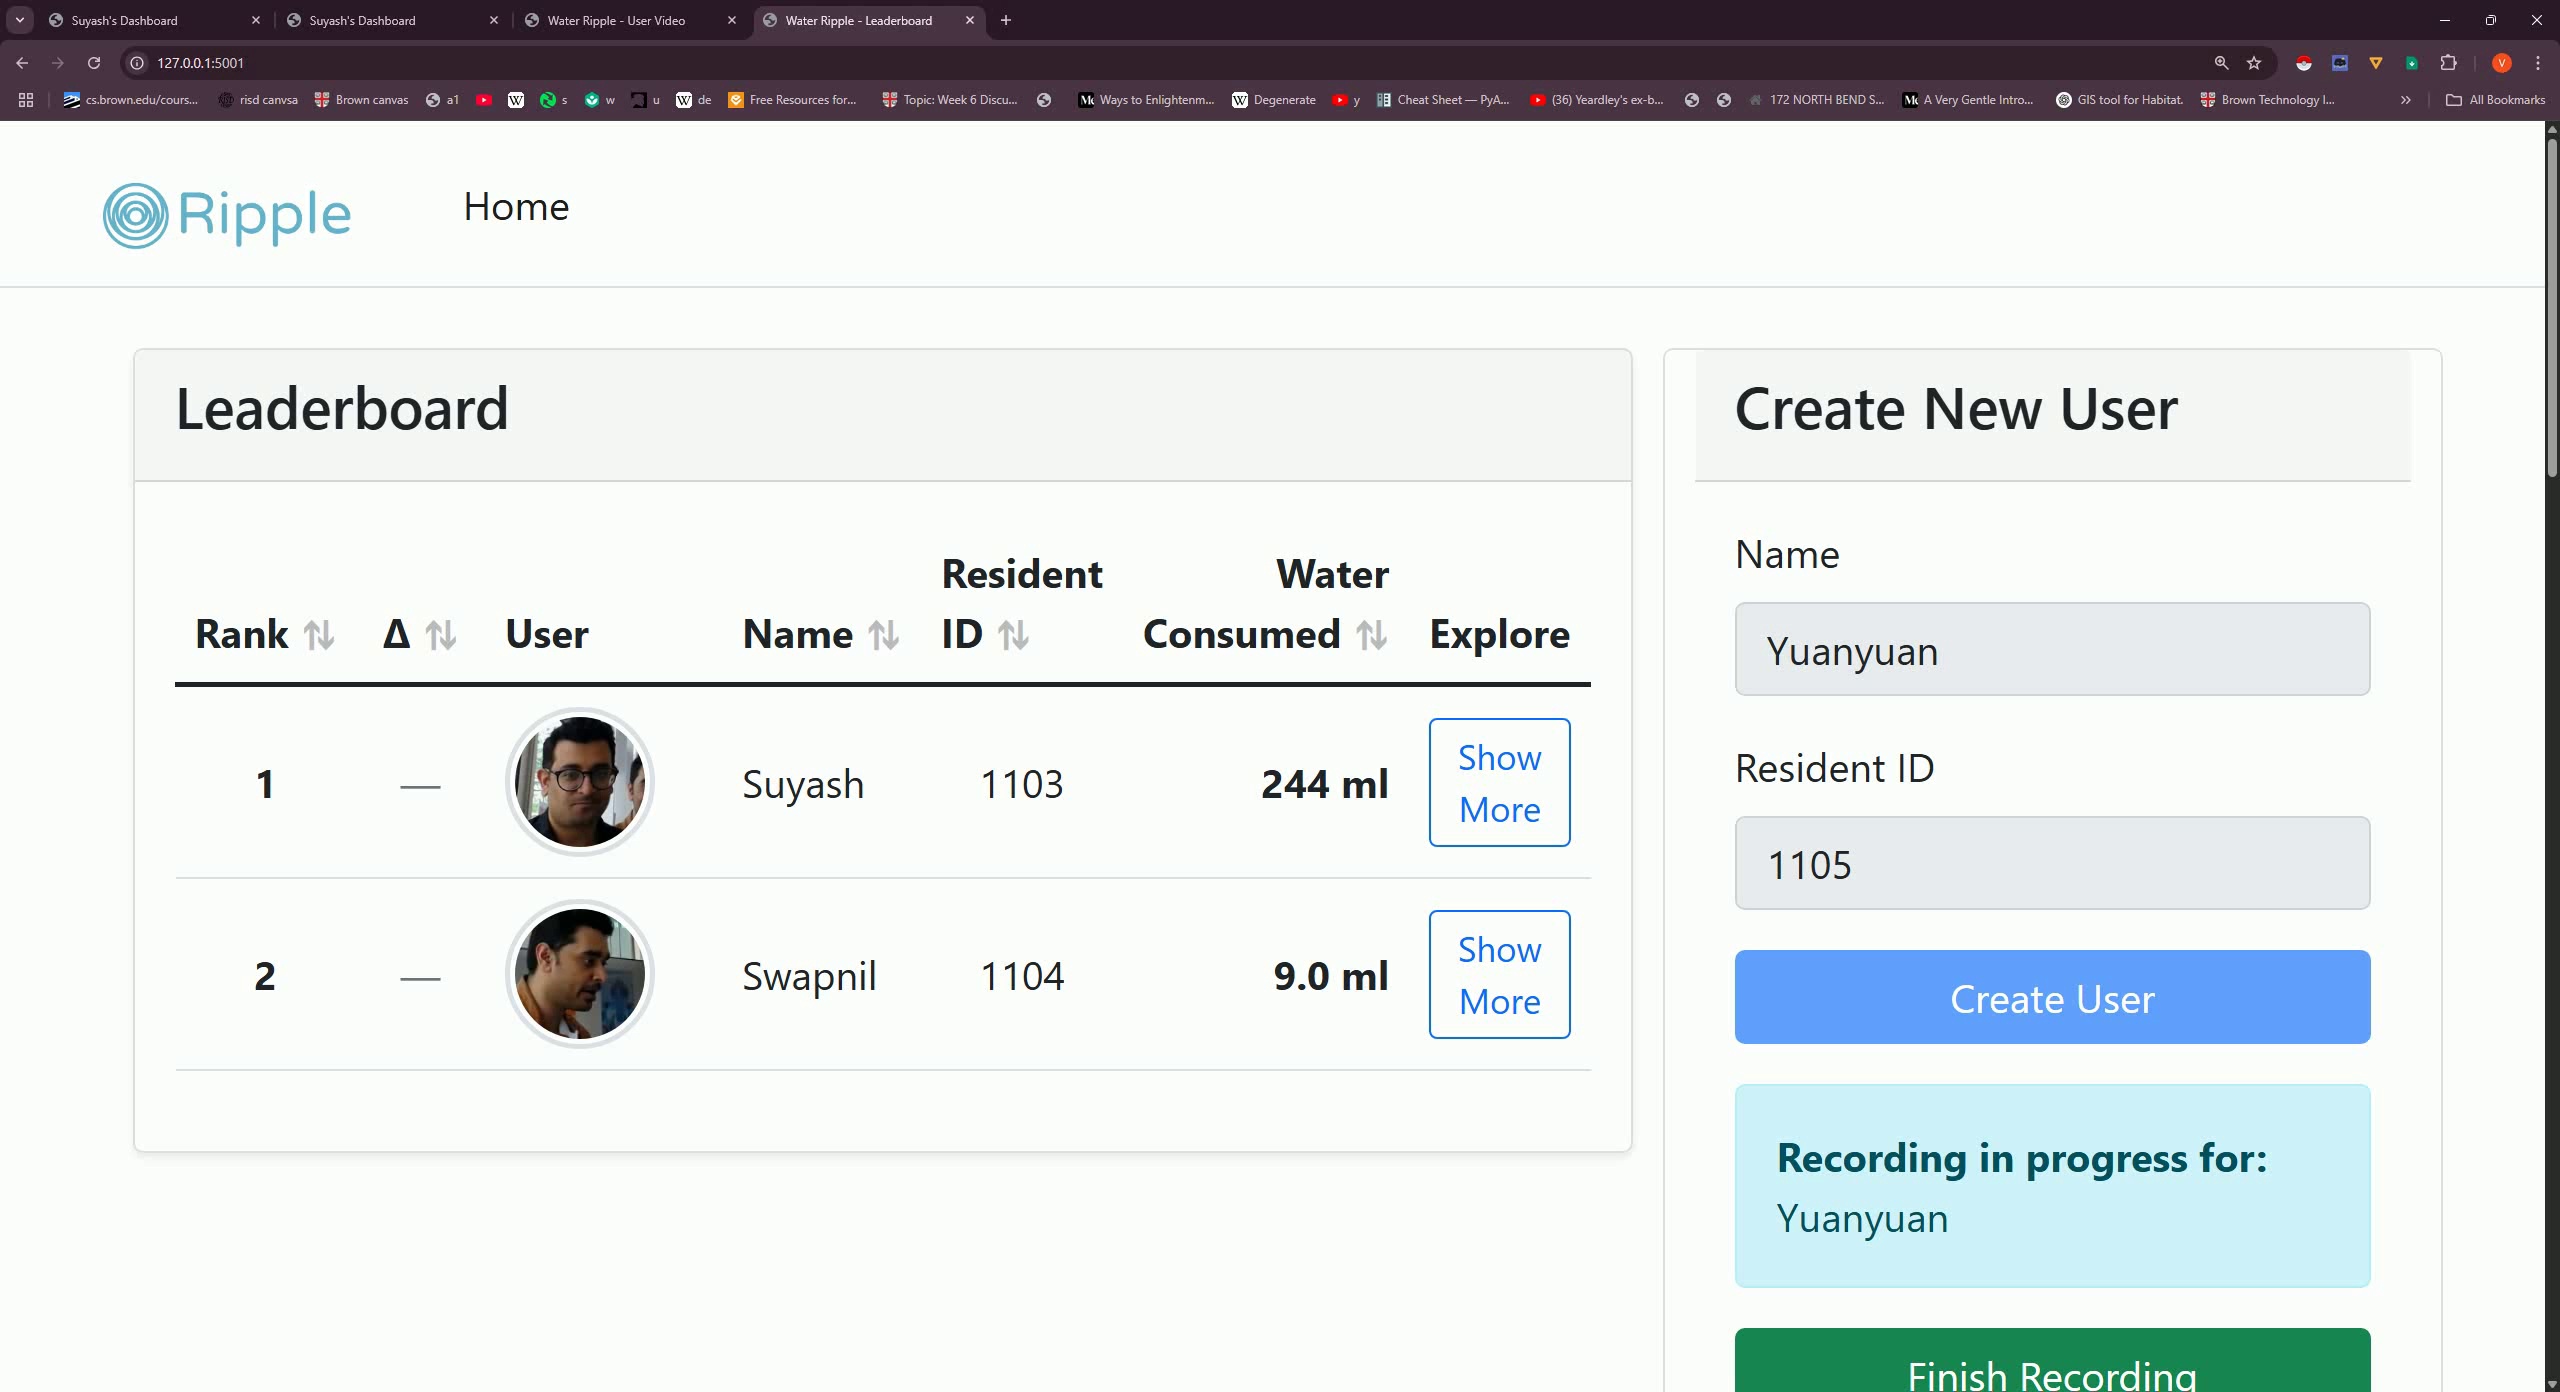 Suyash's Dashboard
Suyash's Dashboard
Water Ripple - User Video
Water Ripple - Leaderboard
127.0.0.1:5001
V
cs.brown.edu/cours...
risd canvsa
Brown canvas
a1
s
w
u
de
Free Resources for...
Topic: Week 6 Discu...
Ways to Enlightenm...
Degenerate
y
Cheat Sheet — PyA...
(36) Yeardley's ex-b...
172 NORTH BEND S...
A Very Gentle Intro...
GIS tool for Habitat.
Brown Technology I...
All Bookmarks
Ripple
Home
Leaderboard
Rank
Δ
User
Name
Resident
ID
Water
Consumed
Explore
1 — Suyash 1103 244 ml
Show
More
2 — Swapnil 1104 9.0 ml
Show
More
Create New User
Name
Yuanyuan
Resident ID
1105
Create User
Recording in progress for:
Yuanyuan
Finish Recording